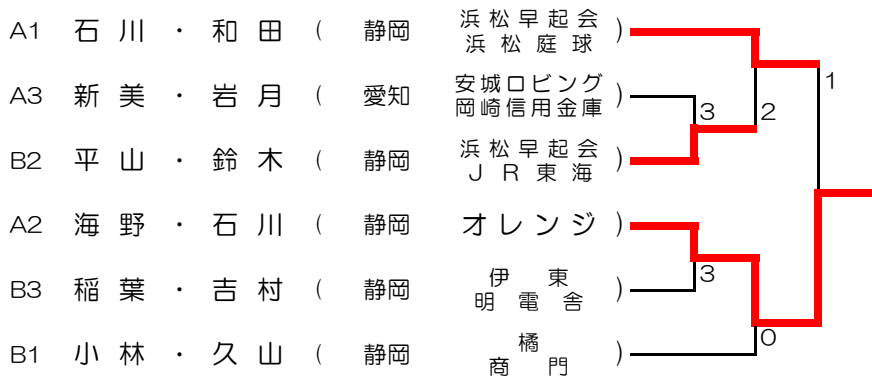 A1 石川・和田 ( 静岡 浜松早起会 浜松庭球 )
A3 新美・岩月 ( 愛知 安城ロビング 岡崎信用金庫 )
B2 平山・鈴木 ( 静岡 浜松早起会 JR東海 )
A2 海野・石川 ( 静岡 オレンジ )
B3 稲葉・吉村 ( 静岡 伊東 明電舎 )
B1 小林・久山 ( 静岡 橘 商門 )
1
3
2
3
0